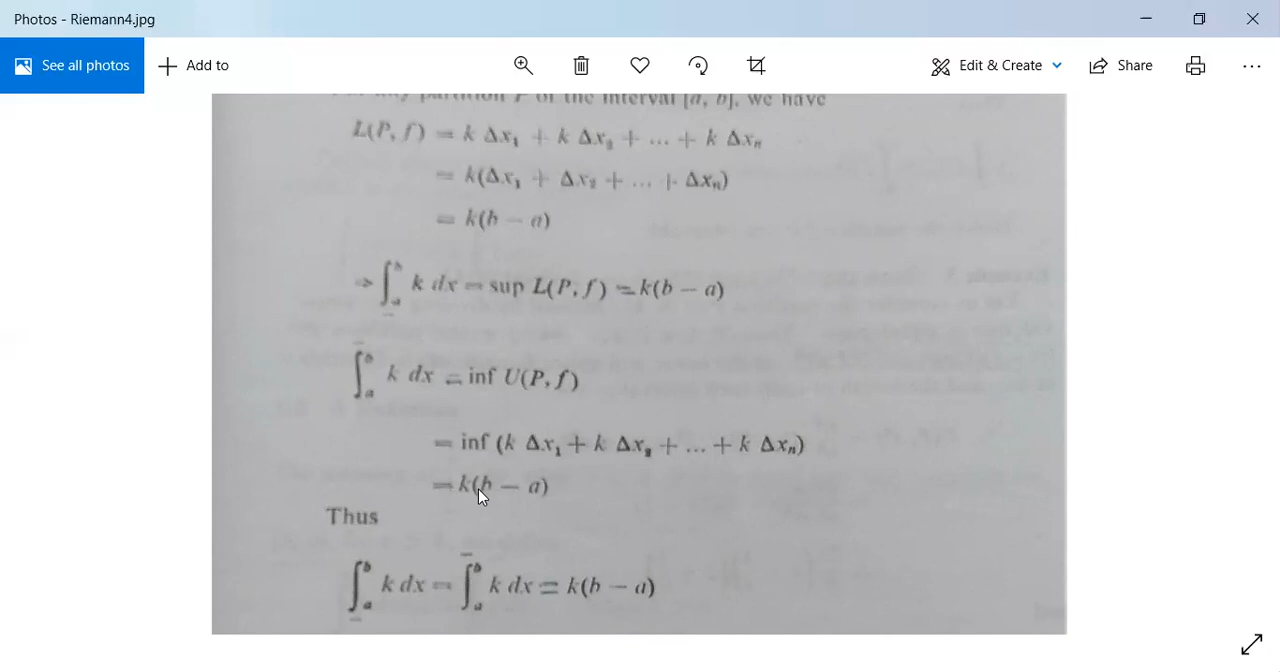 Photos - Riemann4.jpg
See all photos
Add to
Edit & Create
Share
For any partition P of the interval [a, b], we have
L(P, f) = k Δx₁ + k Δx₂ + ... + k Δxₙ
= k(Δx₁ + Δx₂ + ... + Δxₙ)
= k(b − a)
⇒ ∫̲ₐᵇ k dx = sup L(P, f) = k(b − a)
∫̅ₐᵇ k dx = inf U(P, f)
= inf (k Δx₁ + k Δx₂ + ... + k Δxₙ)
= k(b − a)
Thus
∫̲ₐᵇ k dx = ∫̅ₐᵇ k dx = k(b − a)